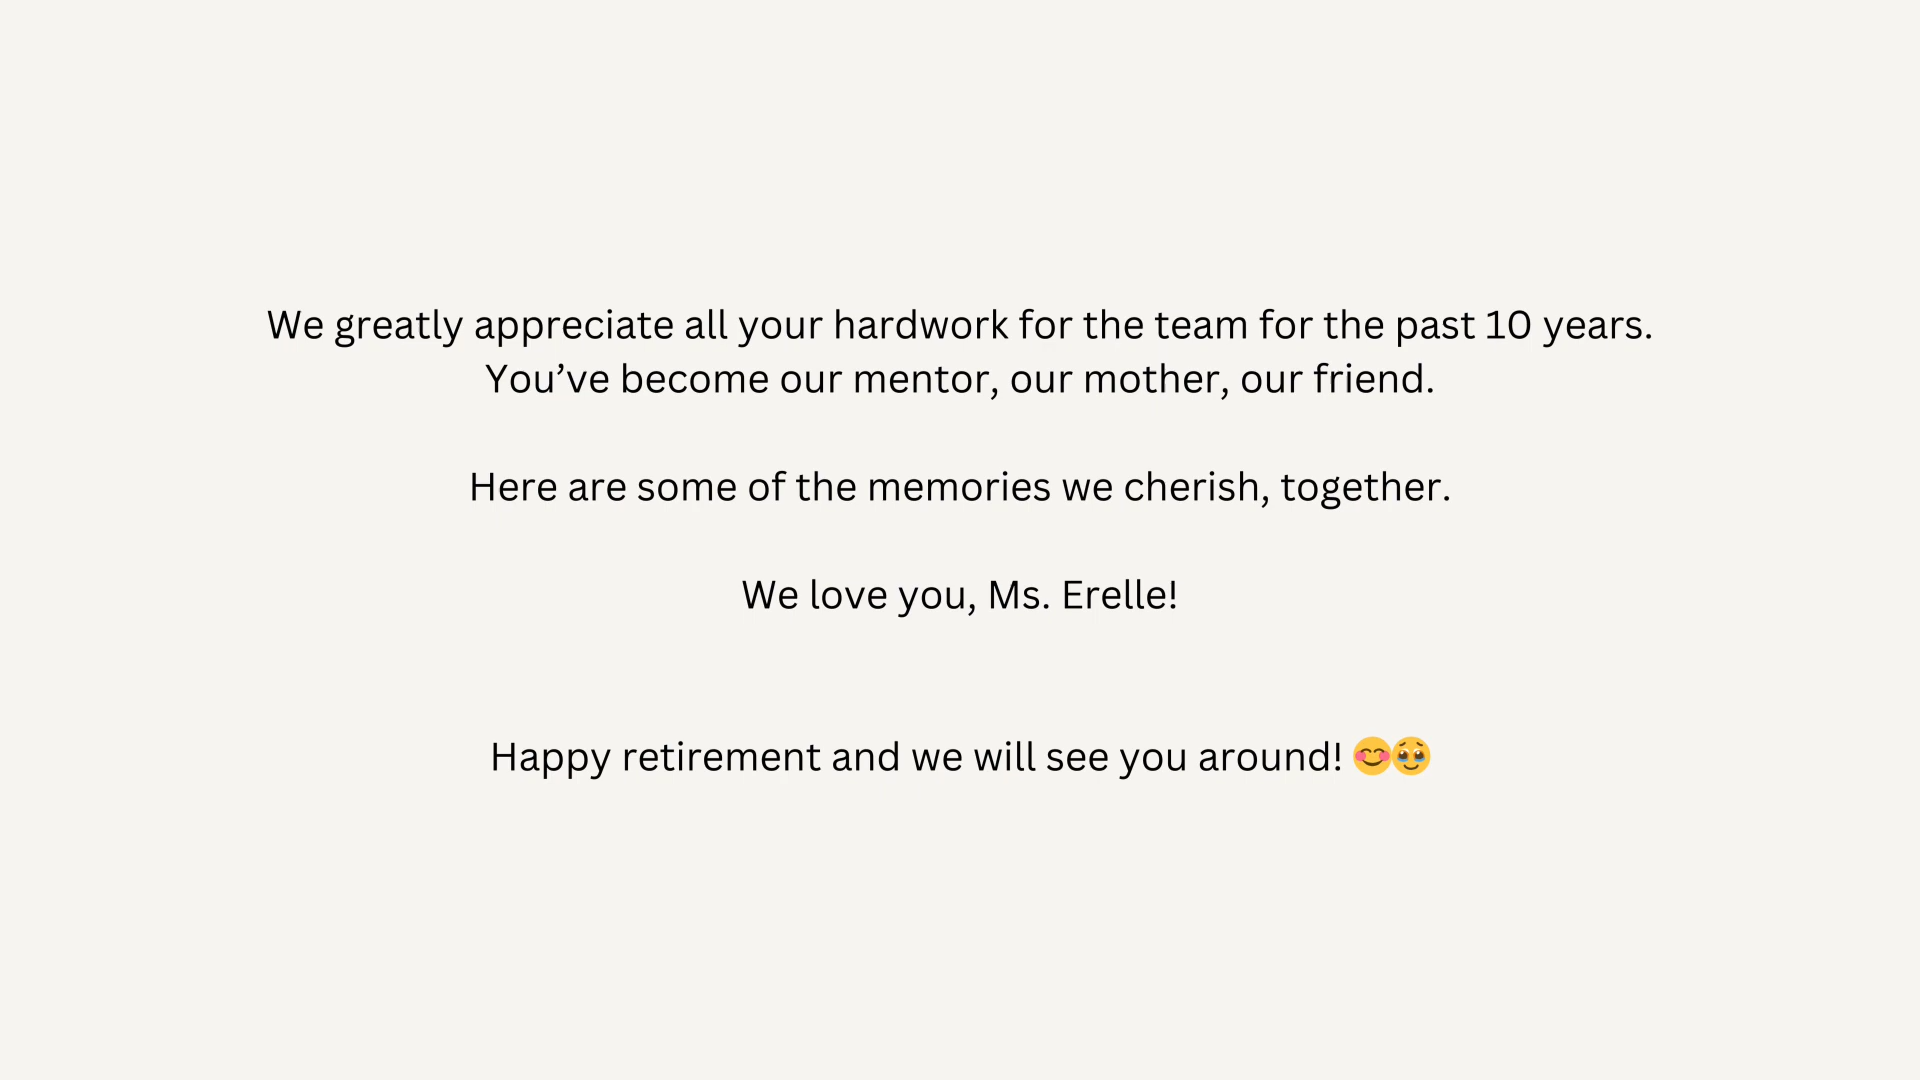 We greatly appreciate all your hardwork for the team for the past 10 years.
You’ve become our mentor, our mother, our friend.
Here are some of the memories we cherish, together.
We love you, Ms. Erelle!
Happy retirement and we will see you around! 😊🥹